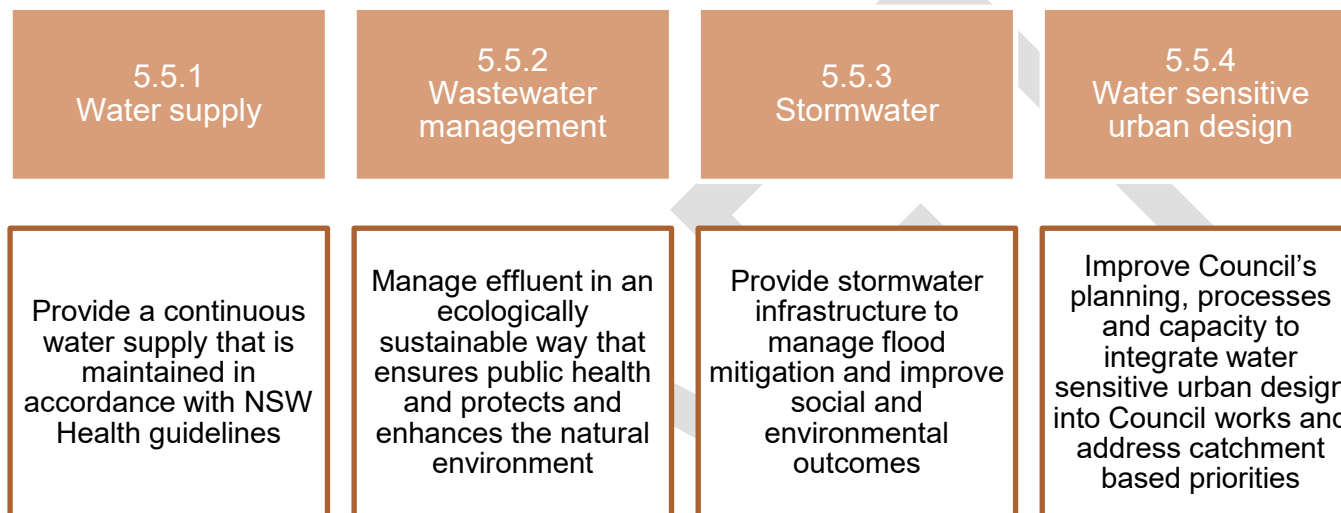 5.5.1
Water supply
5.5.2
Wastewater
management
5.5.3
Stormwater
5.5.4
Water sensitive
urban design
Provide a continuous
water supply that is
maintained in
accordance with NSW
Health guidelines
Manage effluent in an
ecologically
sustainable way that
ensures public health
and protects and
enhances the natural
environment
Provide stormwater
infrastructure to
manage flood
mitigation and improve
social and
environmental
outcomes
Improve Council’s
planning, processes
and capacity to
integrate water
sensitive urban design
into Council works and
address catchment
based priorities